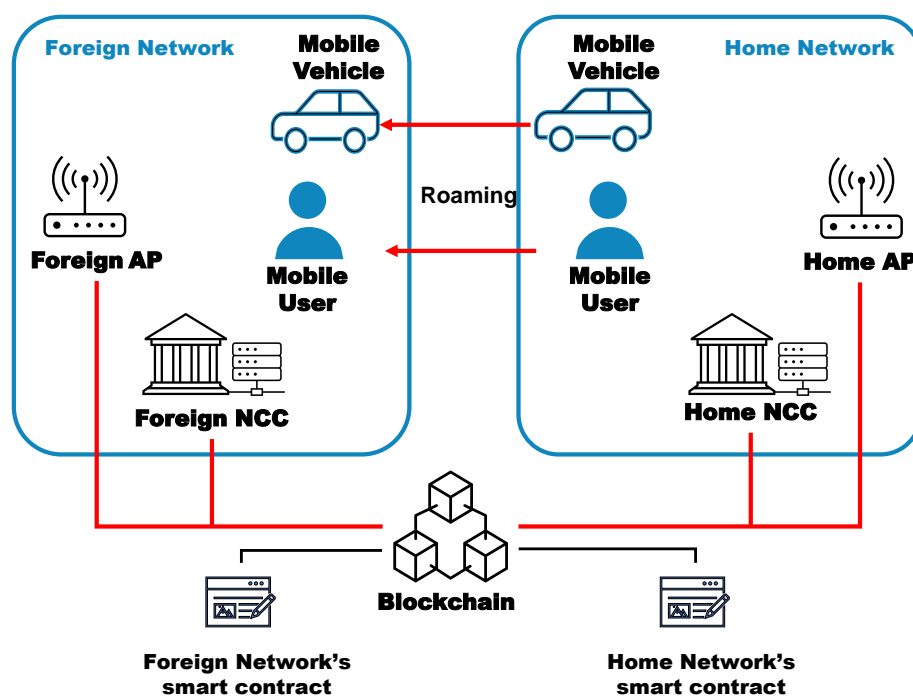 Foreign Network
Mobile
Vehicle
Foreign AP
Mobile
User
Foreign NCC
Roaming
Home Network
Mobile
Vehicle
Mobile
User
Home AP
Home NCC
Blockchain
Foreign Network's
smart contract
Home Network's
smart contract